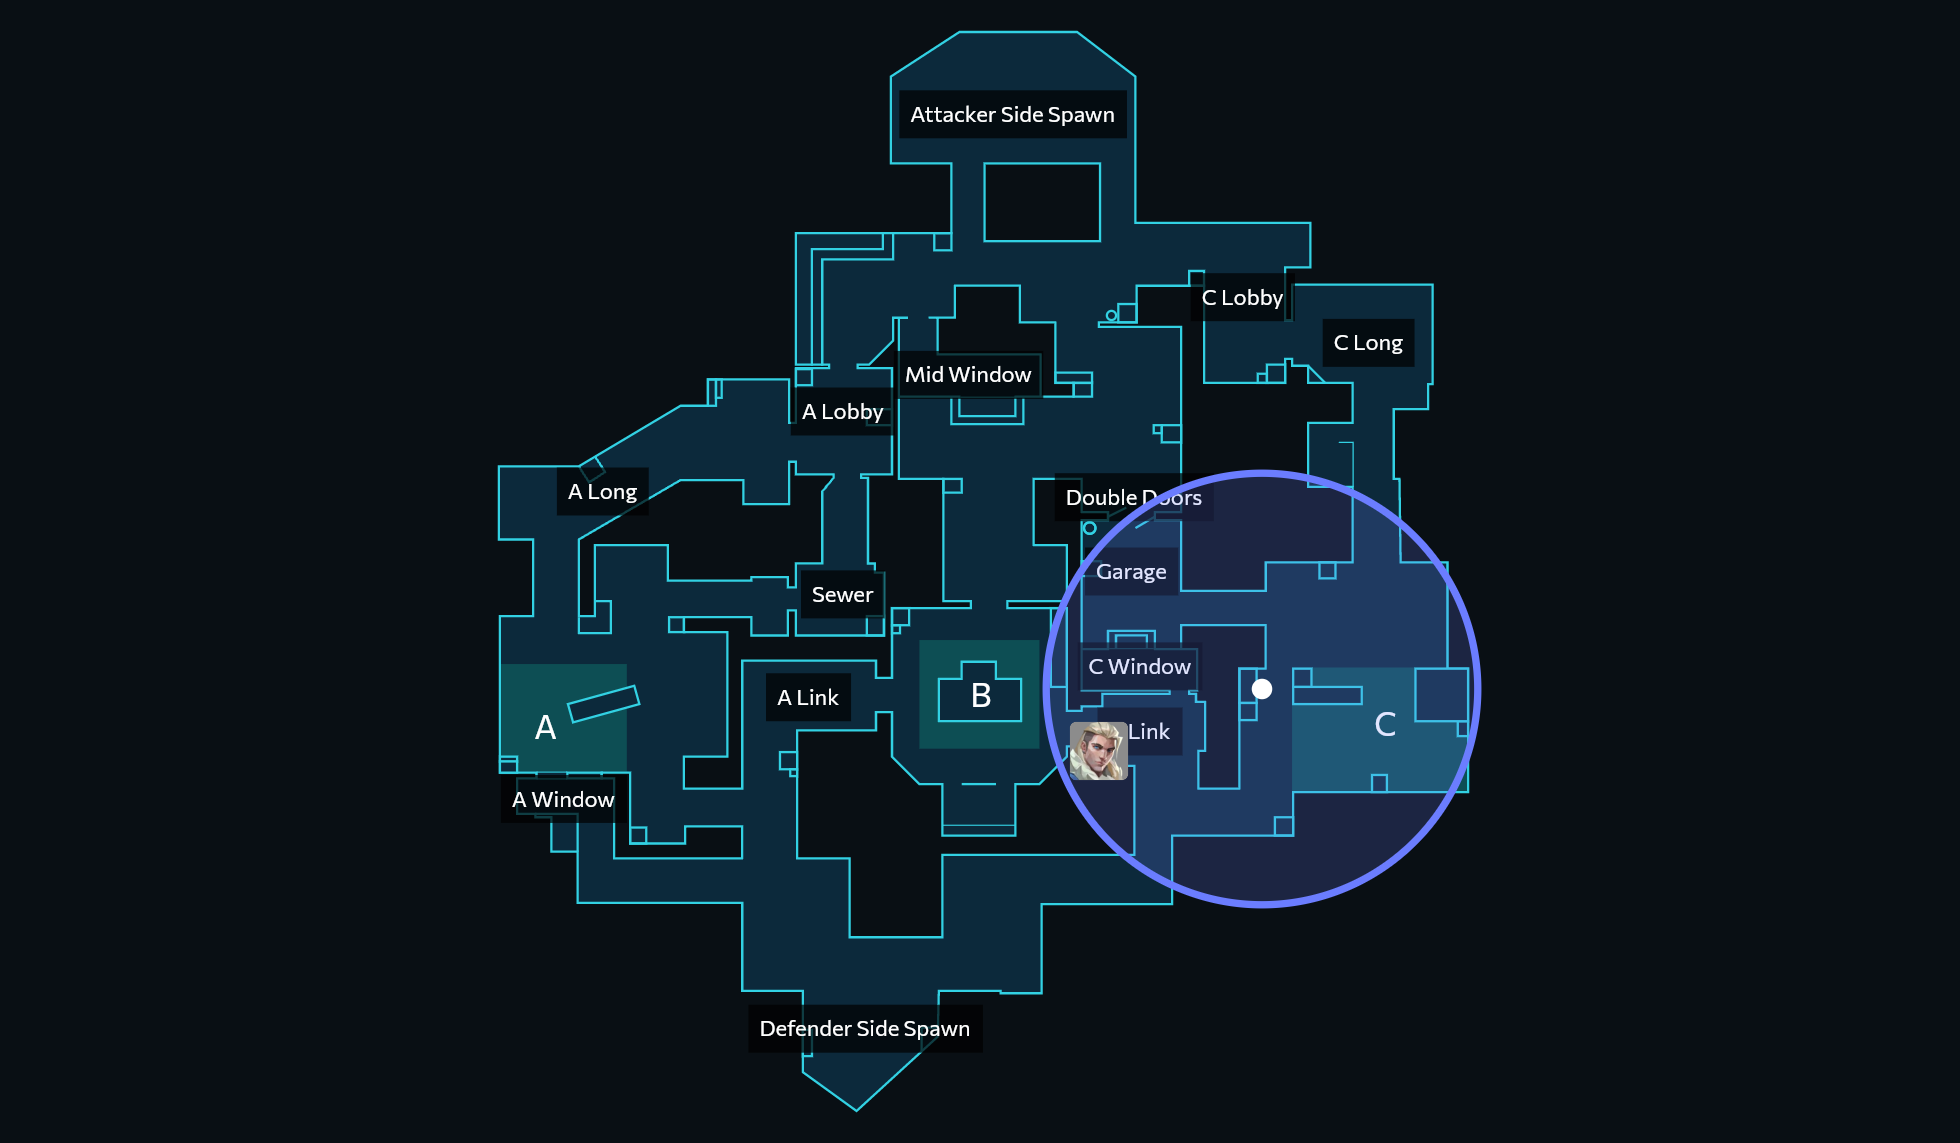 Attacker Side Spawn
C Lobby
C Long
Mid Window
A Lobby
A Long
Double Doors
Garage
Sewer
C Window
A Link
B
A
Link
C
A Window
Defender Side Spawn